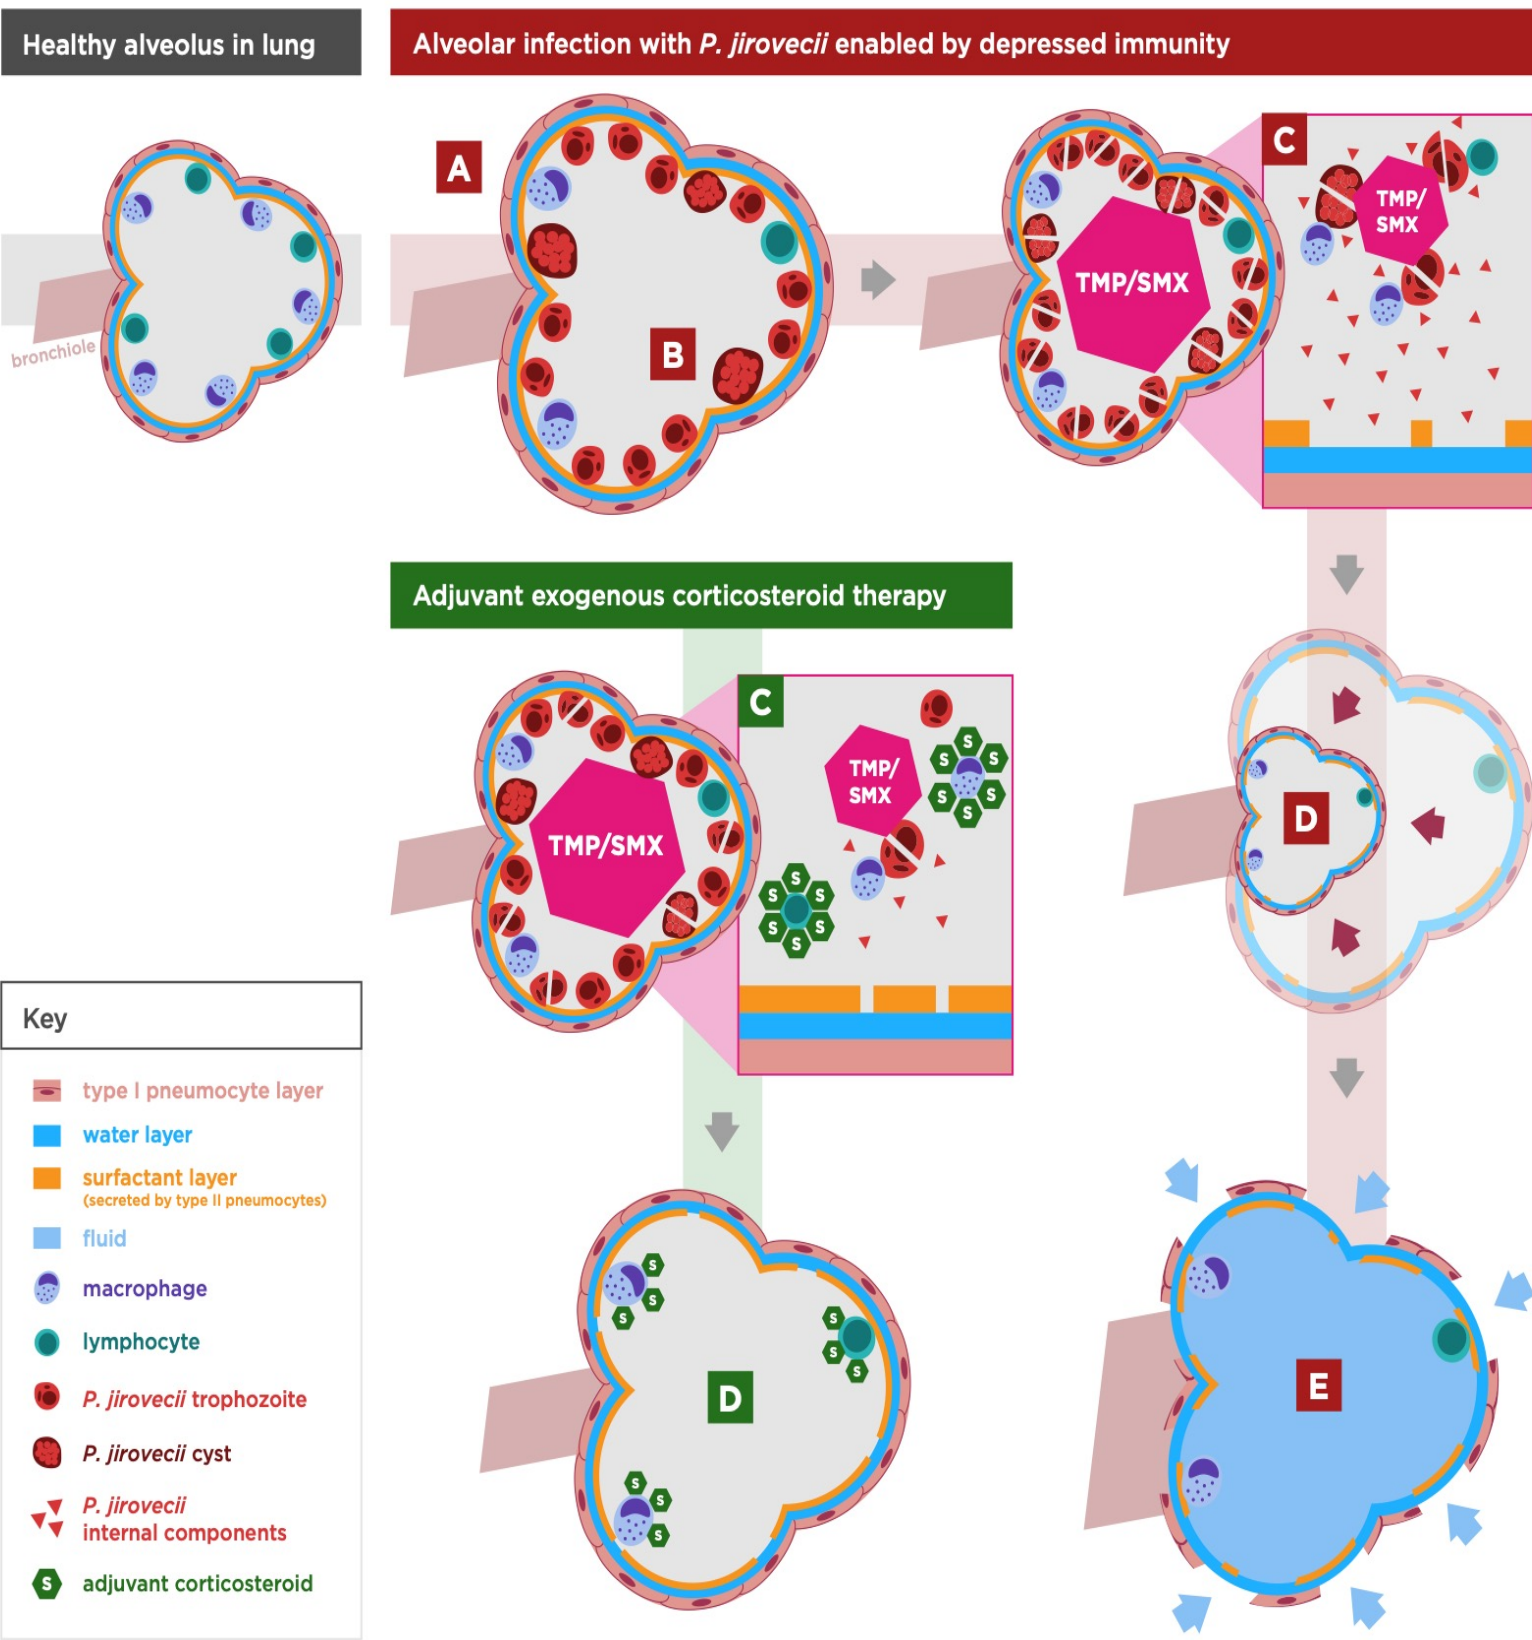 Healthy alveolus in lung
Alveolar infection with P. jirovecii enabled by depressed immunity
A
B
bronchiole
TMP/SMX
C
TMP/
SMX
Adjuvant exogenous corticosteroid therapy
TMP/SMX
C
TMP/
SMX
S
S
S
S
S
S
S
S
S
S
S
S
D
Key
type I pneumocyte layer
water layer
surfactant layer
(secreted by type II pneumocytes)
fluid
macrophage
lymphocyte
P. jirovecii trophozoite
P. jirovecii cyst
P. jirovecii
internal components
S
adjuvant corticosteroid
S
S
S
S
S
S
S
S
S
D
E